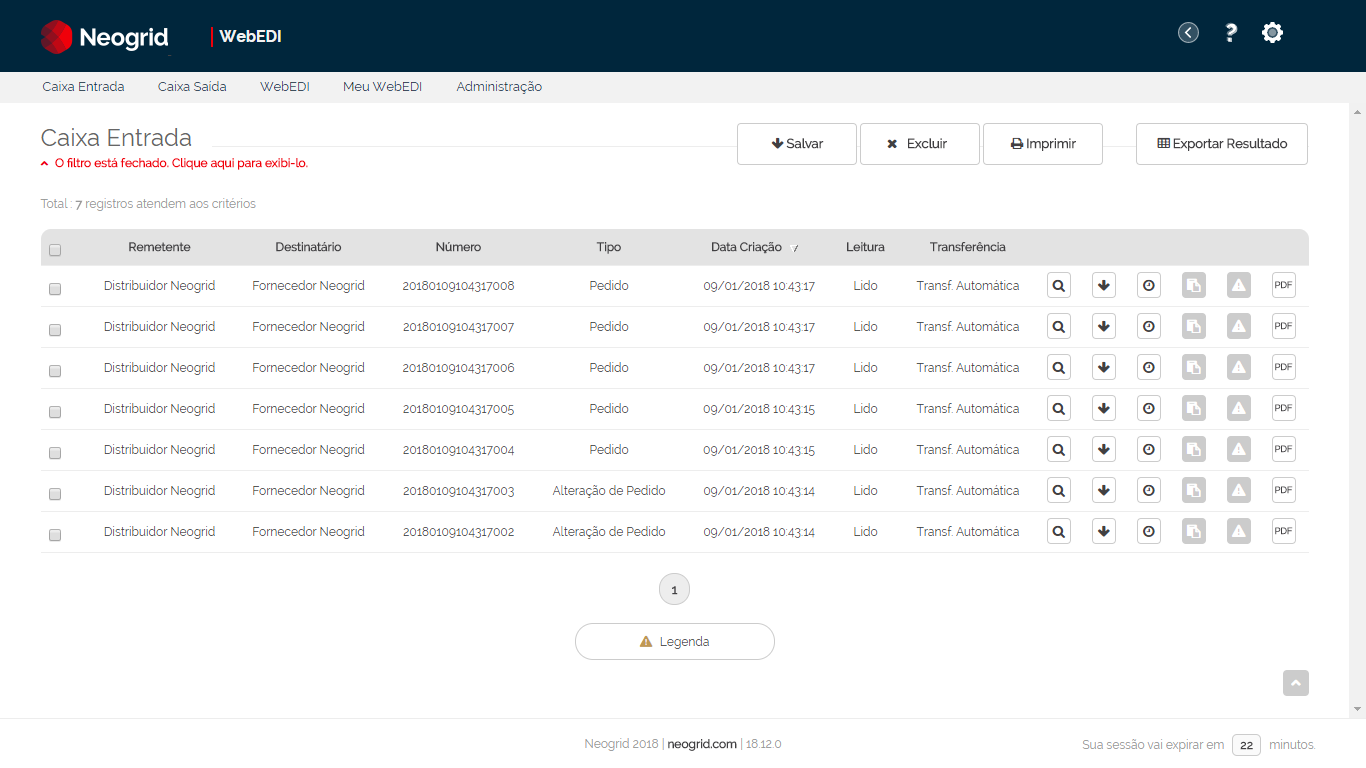 Neogrid WebEDI
Caixa Entrada Caixa Saída WebEDI Meu WebEDI Administração
Caixa Entrada
Salvar Excluir Imprimir Exportar Resultado
O filtro está fechado. Clique aqui para exibi-lo.
Total : 7 registros atendem aos critérios
Remetente Destinatário Número Tipo Data Criação Leitura Transferência
Distribuidor Neogrid Fornecedor Neogrid 20180109104317008 Pedido 09/01/2018 10:43:17 Lido Transf. Automática PDF
Distribuidor Neogrid Fornecedor Neogrid 20180109104317007 Pedido 09/01/2018 10:43:17 Lido Transf. Automática PDF
Distribuidor Neogrid Fornecedor Neogrid 20180109104317006 Pedido 09/01/2018 10:43:17 Lido Transf. Automática PDF
Distribuidor Neogrid Fornecedor Neogrid 20180109104317005 Pedido 09/01/2018 10:43:15 Lido Transf. Automática PDF
Distribuidor Neogrid Fornecedor Neogrid 20180109104317004 Pedido 09/01/2018 10:43:15 Lido Transf. Automática PDF
Distribuidor Neogrid Fornecedor Neogrid 20180109104317003 Alteração de Pedido 09/01/2018 10:43:14 Lido Transf. Automática PDF
Distribuidor Neogrid Fornecedor Neogrid 20180109104317002 Alteração de Pedido 09/01/2018 10:43:14 Lido Transf. Automática PDF
1
Legenda
Neogrid 2018 | neogrid.com | 18.12.0 Sua sessão vai expirar em 22 minutos.